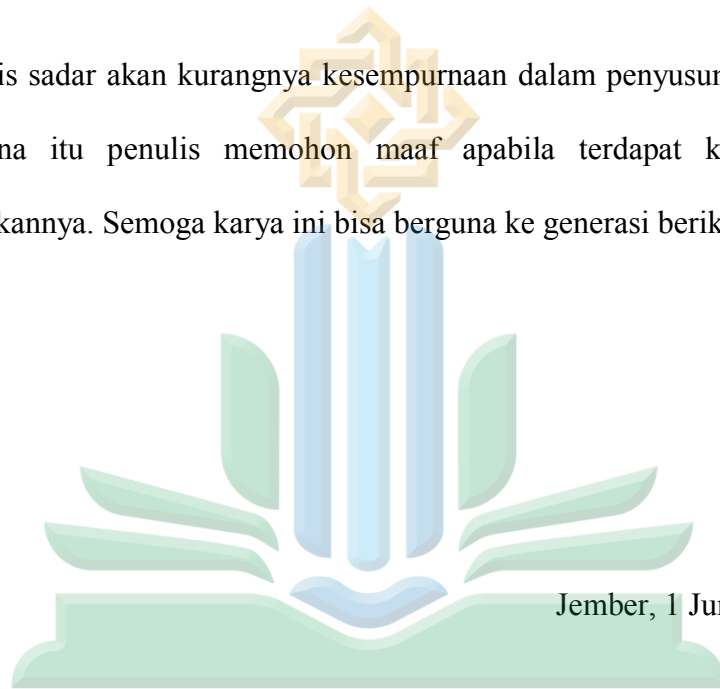 is sadar akan kurangnya kesempurnaan dalam penyusun
na itu penulis memohon maaf apabila terdapat k
kannya. Semoga karya ini bisa berguna ke generasi berik
Jember, 1 Jun